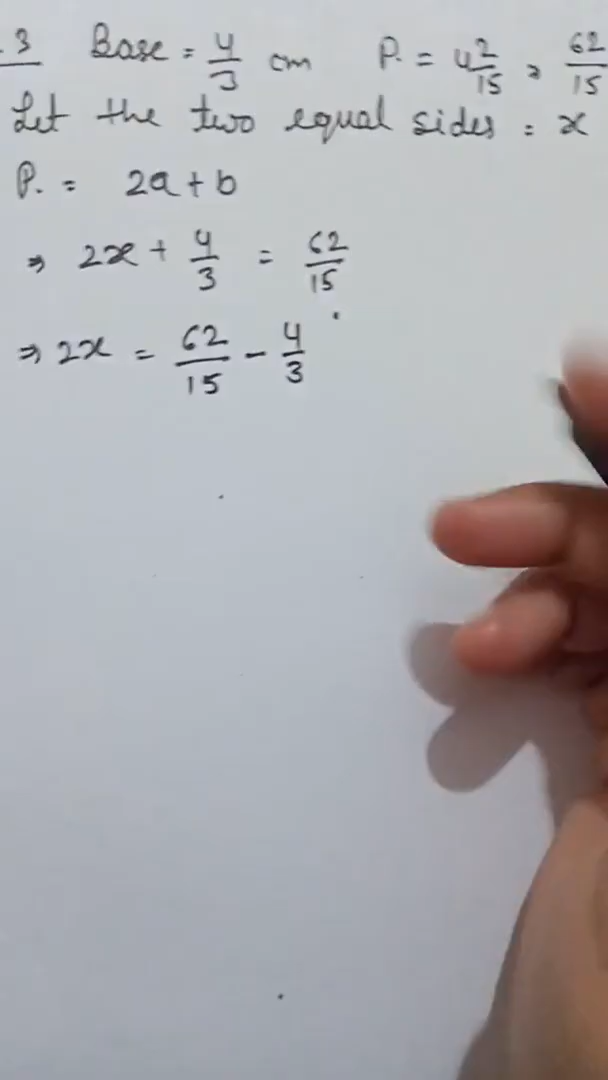 . 3 Base = 4/3 cm P. = 4 2/15 = 62/15
Let the two equal sides = x
P. = 2a + b
⇒ 2x + 4/3 = 62/15
⇒ 2x = 62/15 - 4/3